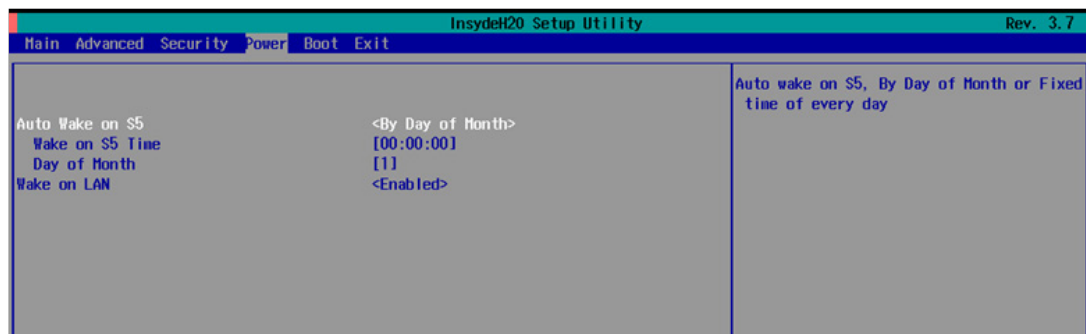 InsydeH20 Setup Utility Rev. 3.7
Main Advanced Security Power Boot Exit
Auto Wake on S5 <By Day of Month>
Wake on S5 Time [00:00:00]
Day of Month [1]
Wake on LAN <Enabled>
Auto wake on S5, By Day of Month or Fixed
time of every day